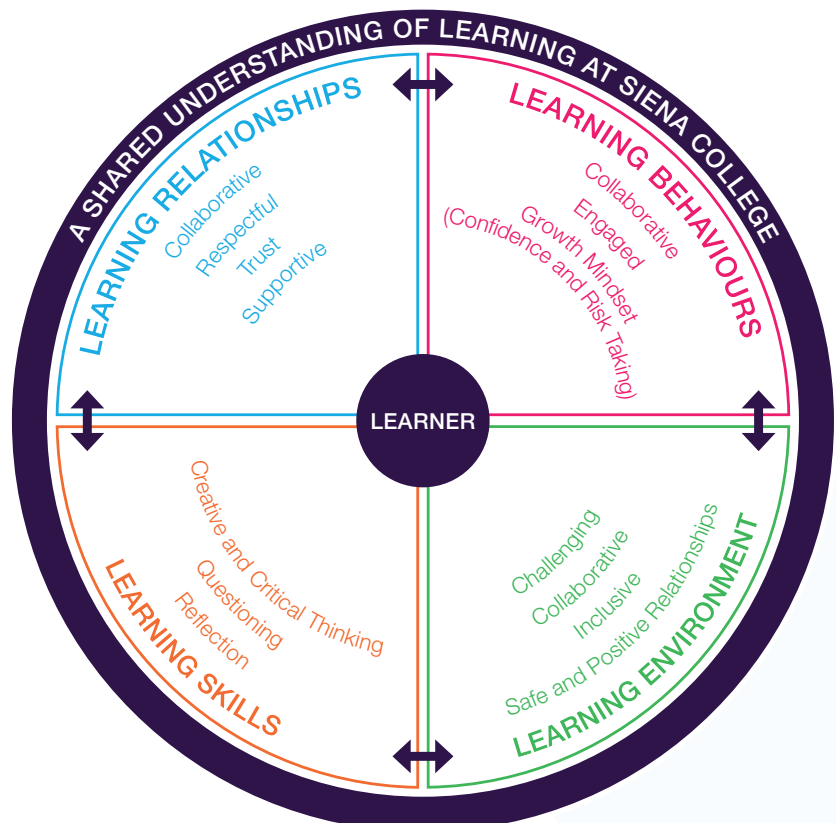 A SHARED UNDERSTANDING OF LEARNING AT SIENA COLLEGE
LEARNING RELATIONSHIPS
Collaborative
Respectful
Trust
Supportive
LEARNING BEHAVIOURS
Collaborative
Engaged
Growth Mindset
(Confidence and Risk Taking)
LEARNER
Creative and Critical Thinking
Questioning
Reflection
LEARNING SKILLS
Challenging
Collaborative
Inclusive
Safe and Positive Relationships
LEARNING ENVIRONMENT